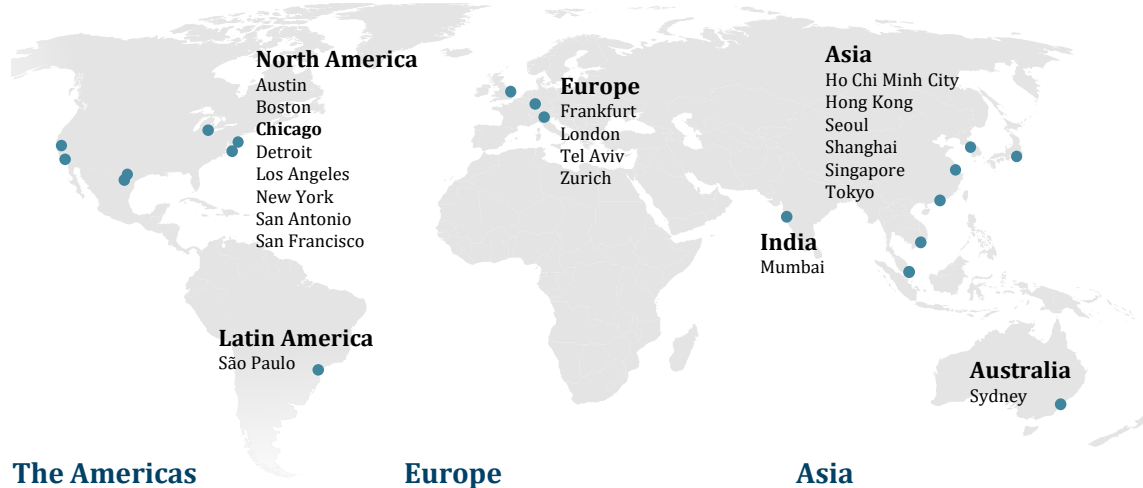 North America
Austin
Boston
Chicago
Detroit
Los Angeles
New York
San Antonio
San Francisco
Latin America
São Paulo
Europe
Frankfurt
London
Tel Aviv
Zurich
Asia
Ho Chi Minh City
Hong Kong
Seoul
Shanghai
Singapore
Tokyo
India
Mumbai
Australia
Sydney
The Americas
Europe
Asia